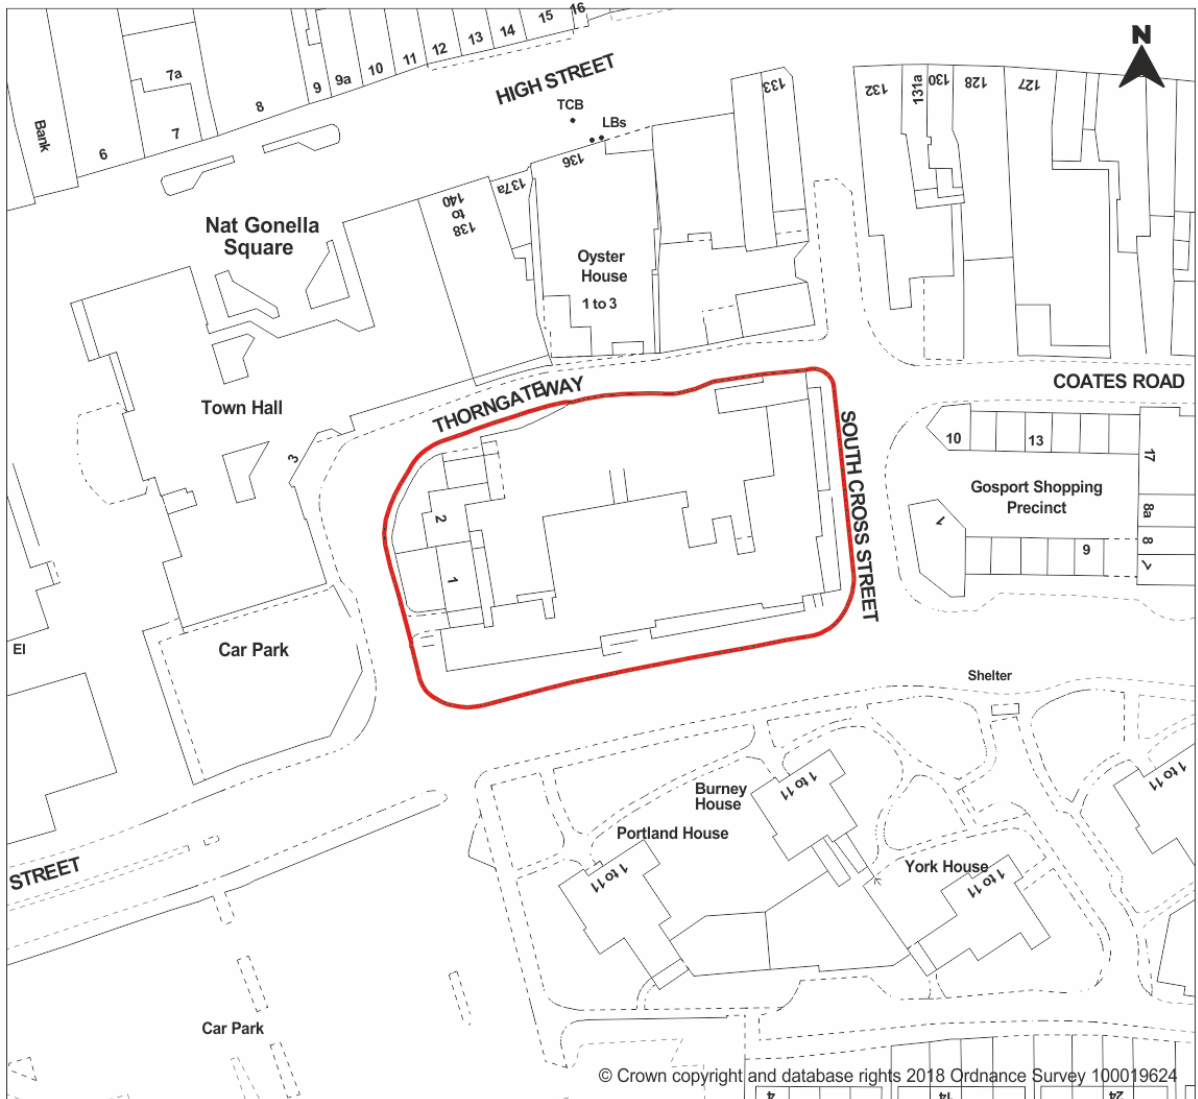 16
15
14
13
12
11
10
9a
9
8
7a
7
6
Bank
HIGH STREET
N
TCB
LBs
133
132
131a
130
128
127
136
137a
138
to
140
Nat Gonella
Square
Oyster
House
1 to 3
Town Hall
3
THORNGATE WAY
COATES ROAD
SOUTH CROSS STREET
10
13
17
Gosport Shopping
Precinct
8a
8
7
1
9
2
1
El
Car Park
Shelter
Burney
House
1 to 11
Portland House
1 to 11
York House
1 to 11
1 to 11
STREET
Car Park
© Crown copyright and database rights 2018 Ordnance Survey 100019624
4
14
24